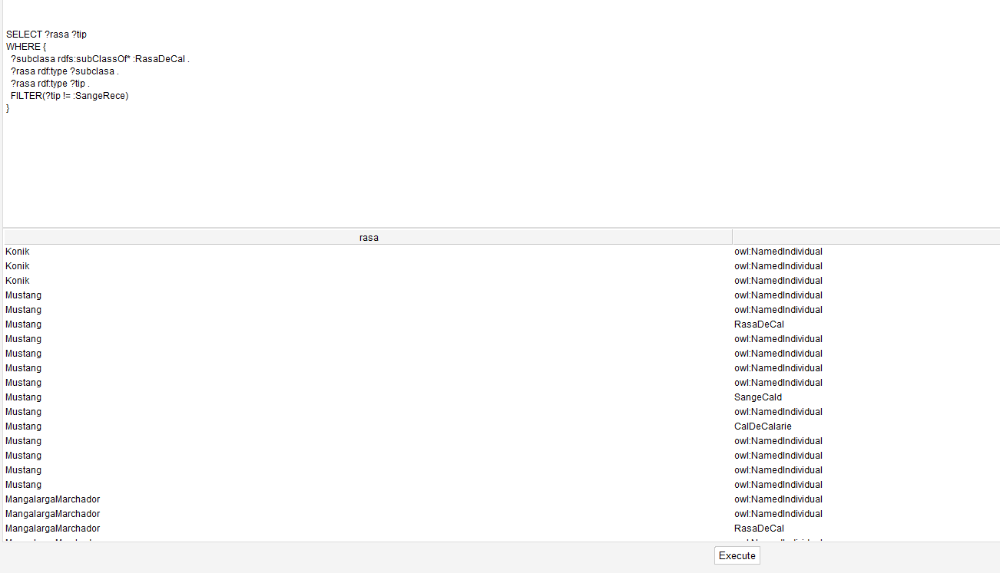 SELECT ?rasa ?tip
WHERE {
?subclasa rdfs:subClassOf* :RasaDeCal .
?rasa rdf:type ?subclasa .
?rasa rdf:type ?tip .
FILTER(?tip != :SangeRece)
}
rasa
Konik owl:NamedIndividual
Konik owl:NamedIndividual
Konik owl:NamedIndividual
Mustang owl:NamedIndividual
Mustang owl:NamedIndividual
Mustang RasaDeCal
Mustang owl:NamedIndividual
Mustang owl:NamedIndividual
Mustang owl:NamedIndividual
Mustang owl:NamedIndividual
Mustang SangeCald
Mustang owl:NamedIndividual
Mustang CalDeCalarie
Mustang owl:NamedIndividual
Mustang owl:NamedIndividual
Mustang owl:NamedIndividual
Mustang owl:NamedIndividual
MangalargaMarchador owl:NamedIndividual
MangalargaMarchador owl:NamedIndividual
MangalargaMarchador RasaDeCal
Execute